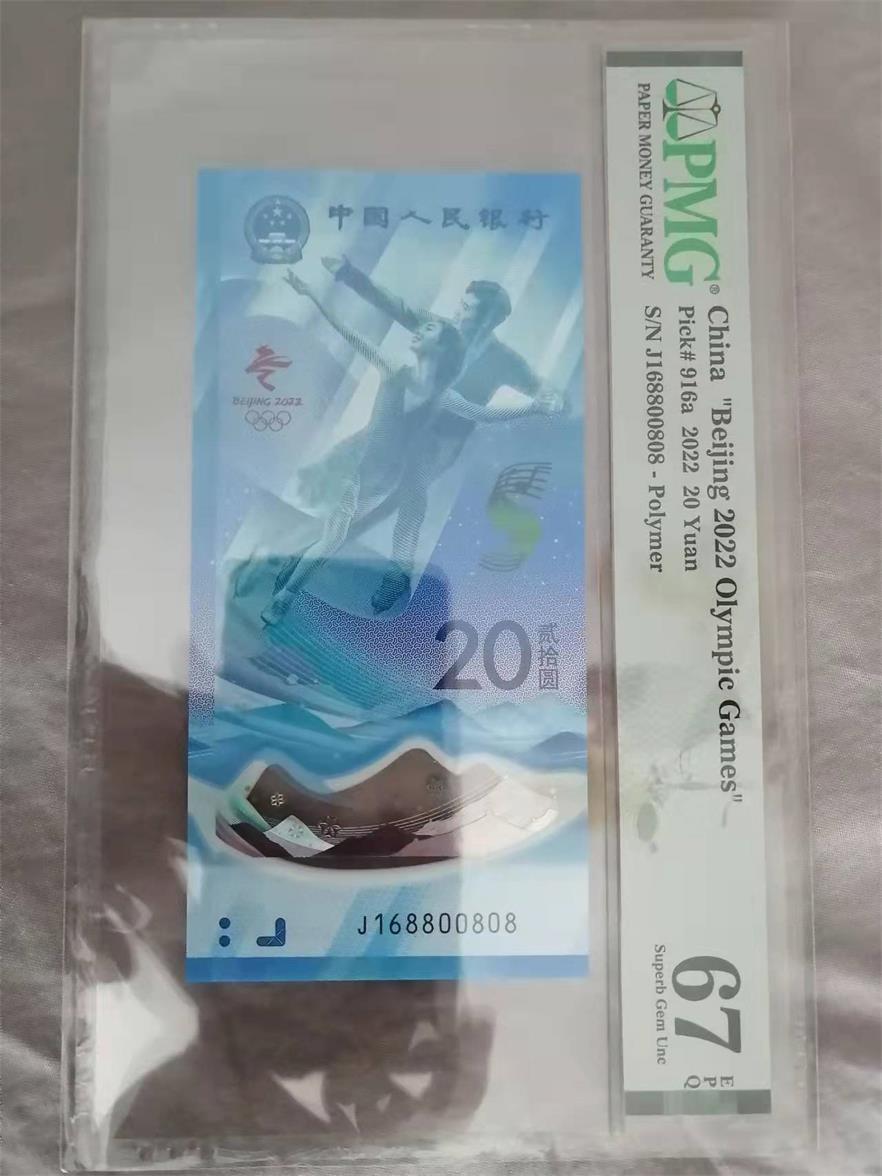 中国人民银行
BEIJING 2022
20
贰拾圆
J168800808
PMG®
PAPER MONEY GUARANTY
China "Beijing 2022 Olympic Games"
Pick# 916a 2022 20 Yuan
S/N J168800808 - Polymer
67
EPQ
Superb Gem Unc